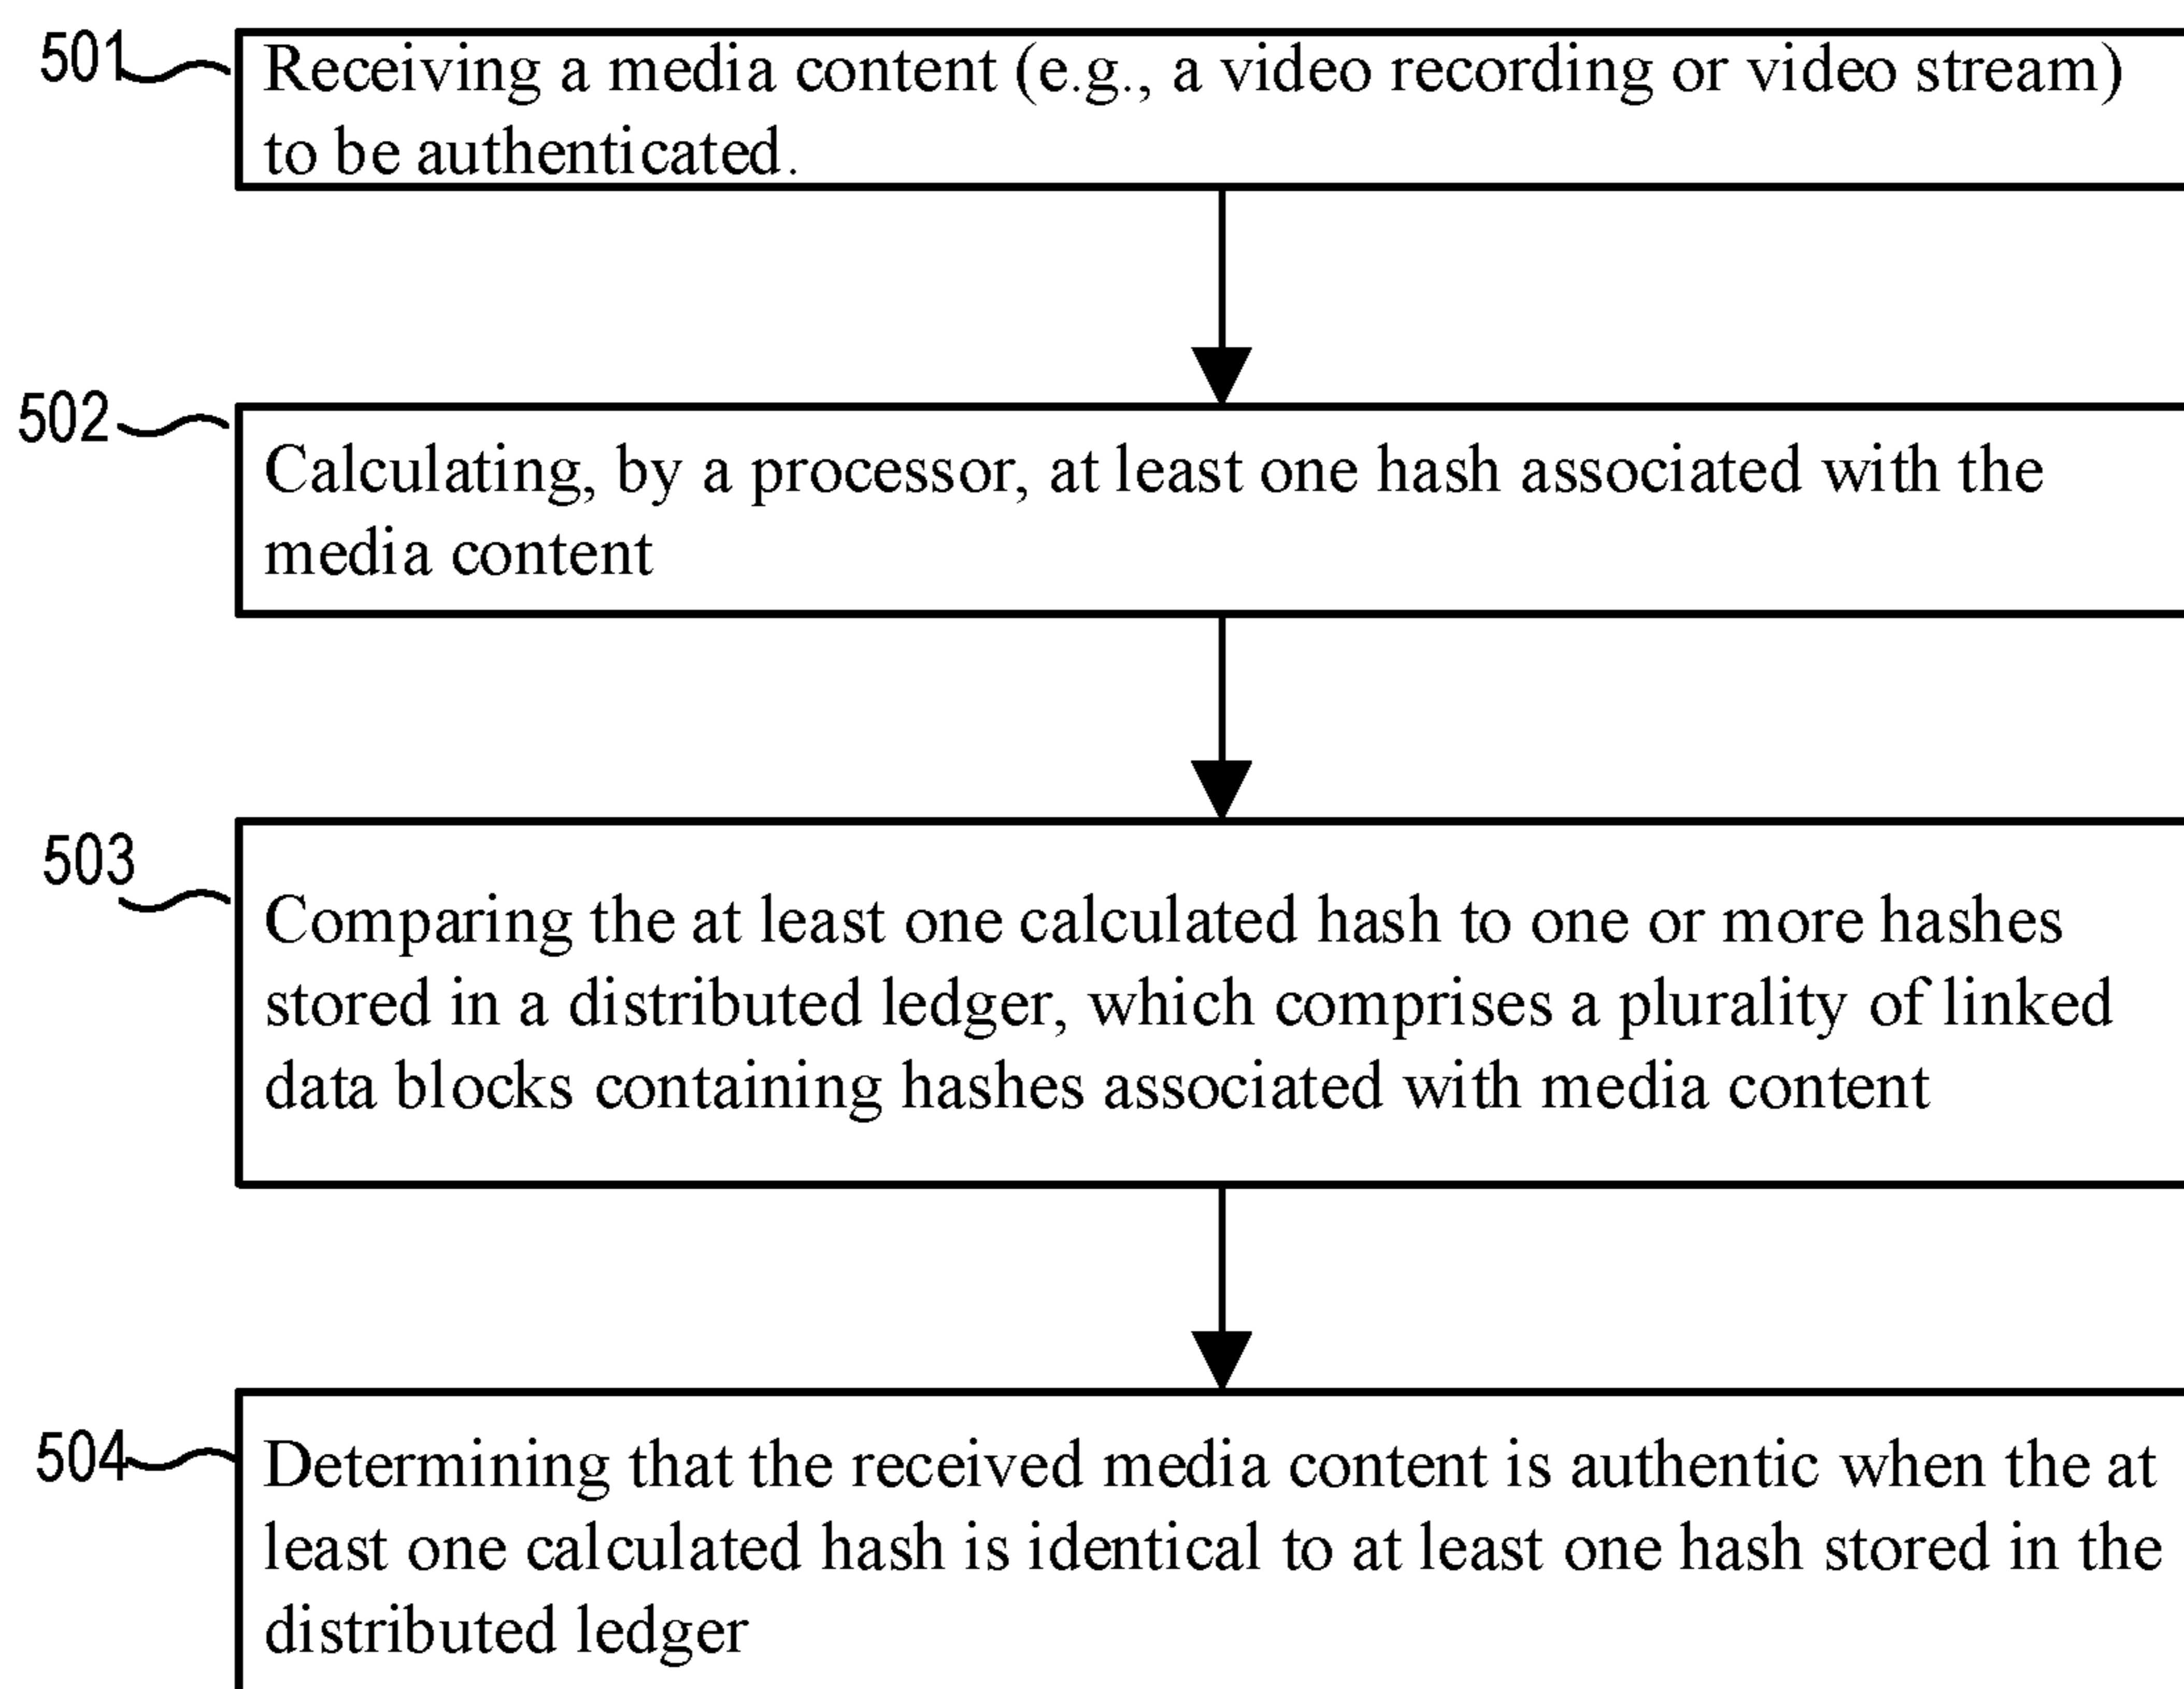 501
Receiving a media content (e.g., a video recording or video stream)
to be authenticated.
502
Calculating, by a processor, at least one hash associated with the
media content
503
Comparing the at least one calculated hash to one or more hashes
stored in a distributed ledger, which comprises a plurality of linked
data blocks containing hashes associated with media content
504
Determining that the received media content is authentic when the at
least one calculated hash is identical to at least one hash stored in the
distributed ledger